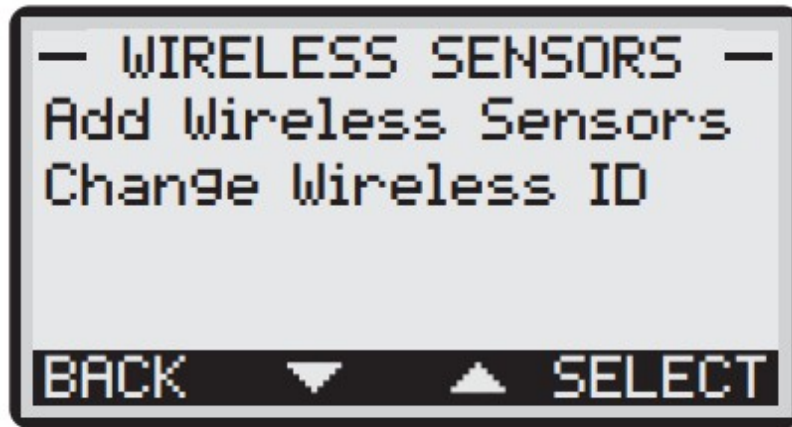 — WIRELESS SENSORS —
Add Wireless Sensors
Change Wireless ID
BACK ▼ ▲ SELECT